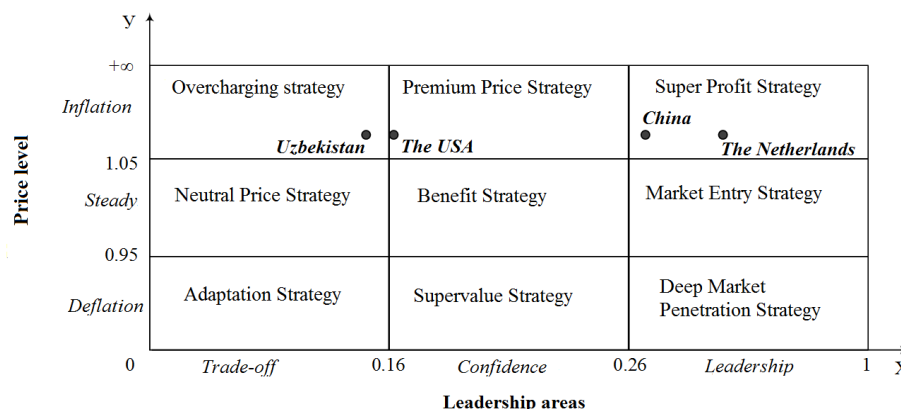 y
+∞
Overcharging strategy
Premium Price Strategy
Super Profit Strategy
Inflation
China
Uzbekistan
The USA
The Netherlands
1.05
Price level
Steady
Neutral Price Strategy
Benefit Strategy
Market Entry Strategy
0.95
Deflation
Adaptation Strategy
Supervalue Strategy
Deep Market
Penetration Strategy
0
Trade-off
0.16
Confidence
0.26
Leadership
1
X
Leadership areas